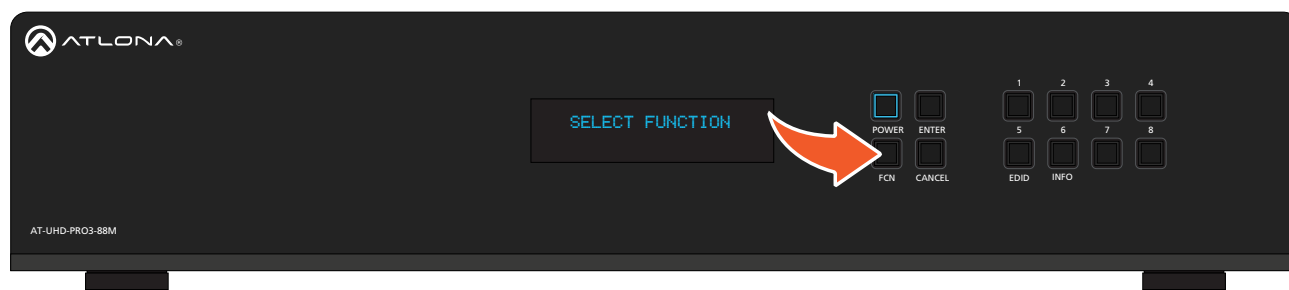 ATLONA®
SELECT FUNCTION
1 2 3 4
POWER ENTER 5 6 7 8
FCN CANCEL EDID INFO
AT-UHD-PRO3-88M